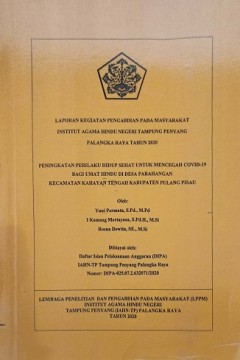 LAPORAN KEGIATAN PENGABDIAN PADA MASYARAKAT
INSTITUT AGAMA HINDU NEGERI TAMPUNG PENYANG
PALANGKA RAYA TAHUN 2020
PENINGKATAN PERILAKU HIDUP SEHAT UNTUK MENCEGAH COVID-19
BAGI UMAT HINDU DI DESA PARAHANGAN
KECAMATAN KAHAYAN TENGAH KABUPATEN PULANG PISAU
Oleh:
Yuni Permata, S.Pd., M.Pd
I Komang Mertayasa, S.Pd.H., M.Si
Rosna Dewita, SE., M.Si
Dibiayai oleh:
Daftar Isian Pelaksanaan Anggaran (DIPA)
IAHN-TP Tampung Penyang Palangka Raya
Nomor: DIPA-025.07.2.632071/2020
LEMBAGA PENELITIAN DAN PENGABDIAN PADA MASYARAKAT (LPPM)
INSTITUT AGAMA HINDU NEGERI
TAMPUNG PENYANG (IAHN-TP) PALANGKA RAYA
TAHUN 2020